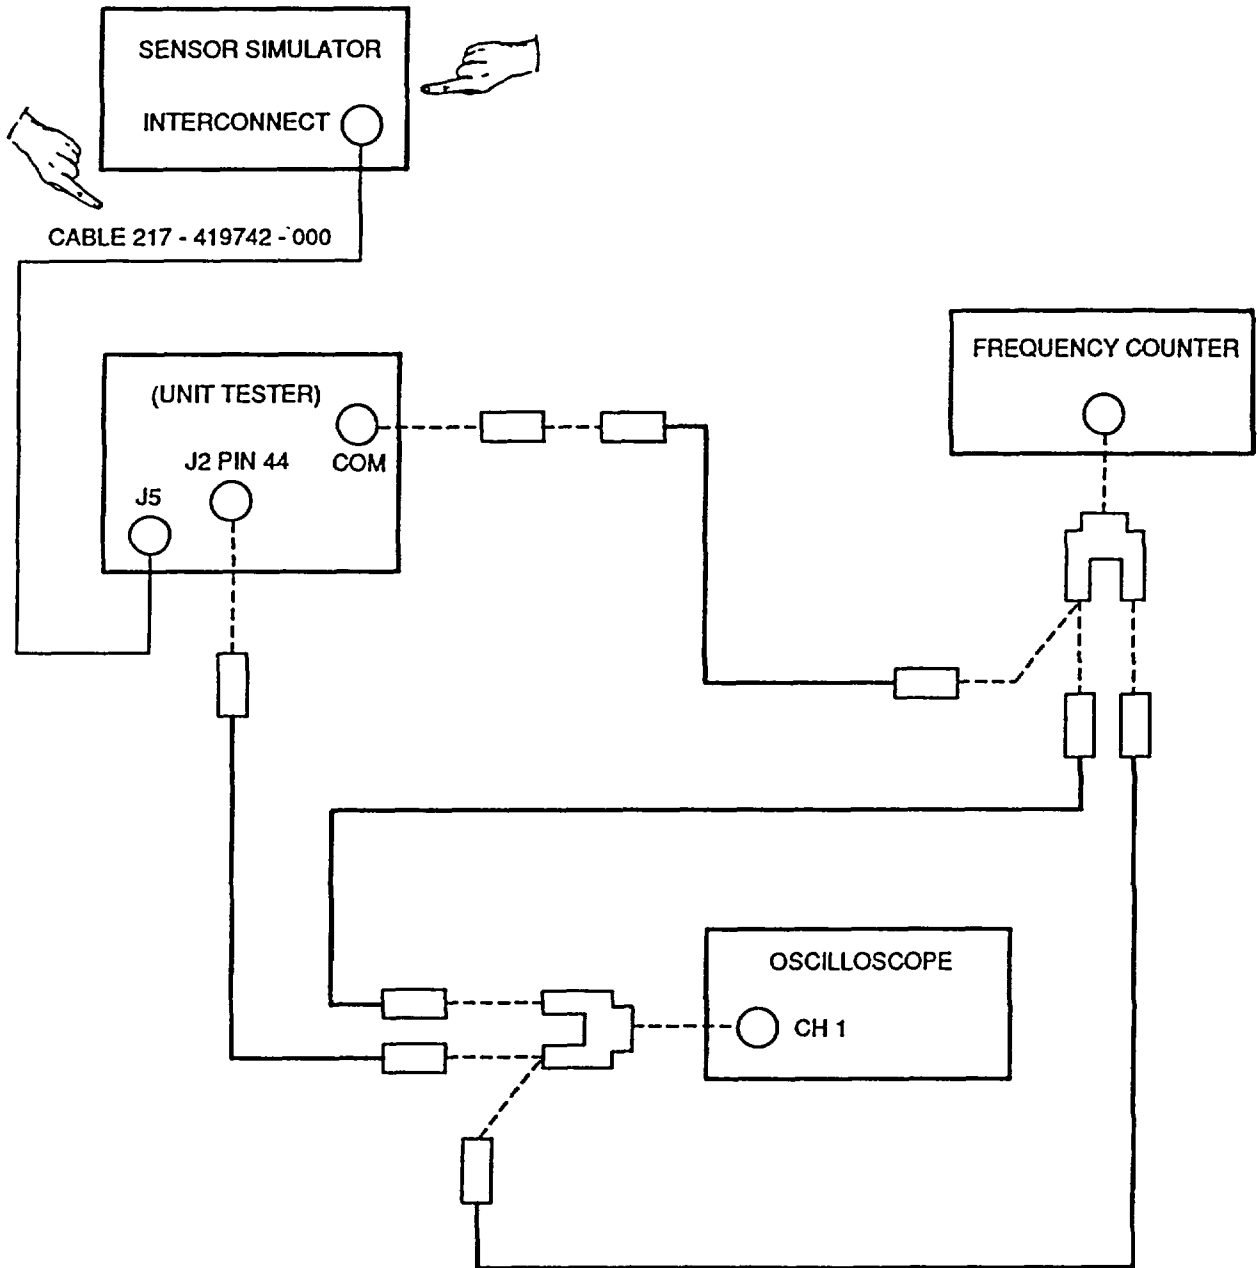 SENSOR SIMULATOR
INTERCONNECT
CABLE 217 - 419742 - 000
FREQUENCY COUNTER
(UNIT TESTER)
COM
J2 PIN 44
J5
OSCILLOSCOPE
CH 1